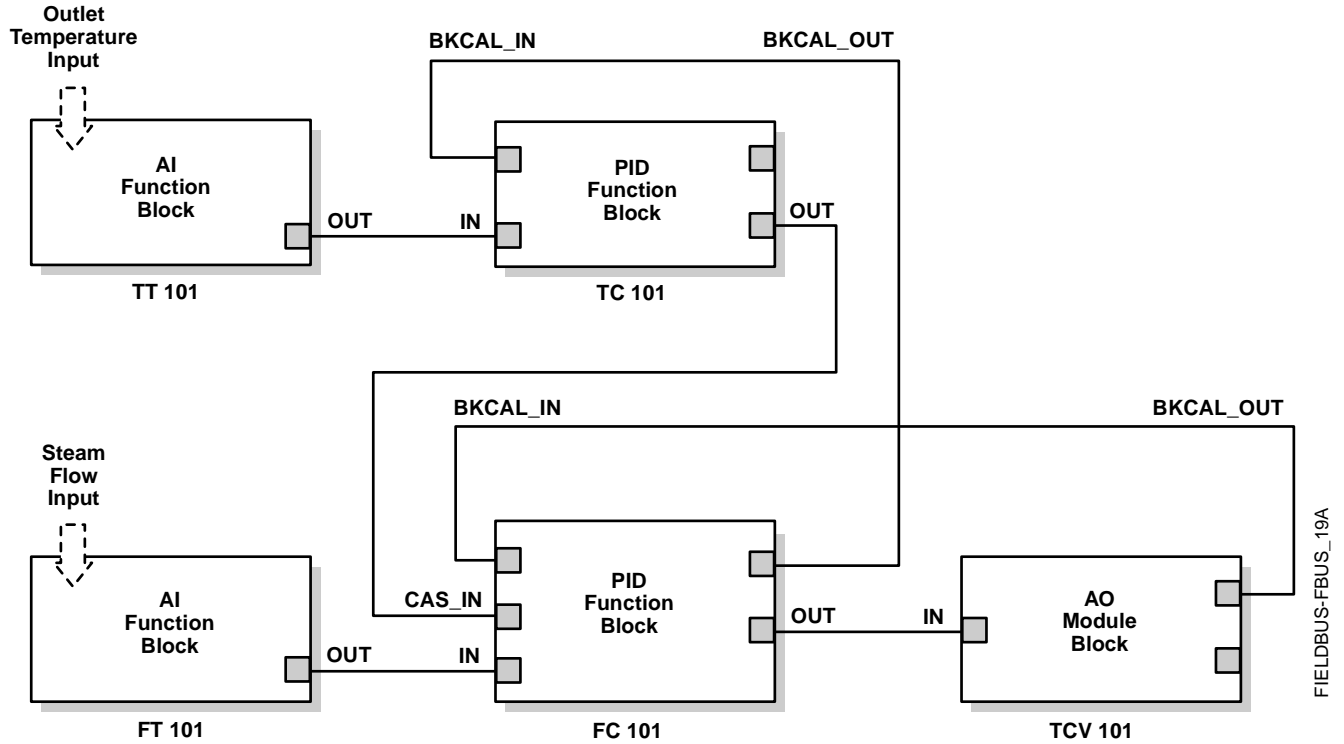 Outlet
Temperature
Input
BKCAL_IN
BKCAL_OUT
AI
Function
Block
OUT
IN
PID
Function
Block
OUT
TT 101
TC 101
BKCAL_IN
BKCAL_OUT
Steam
Flow
Input
AI
Function
Block
OUT
CAS_IN
IN
PID
Function
Block
OUT
IN
AO
Module
Block
FT 101
FC 101
TCV 101
FIELDBUS-FBUS_19A